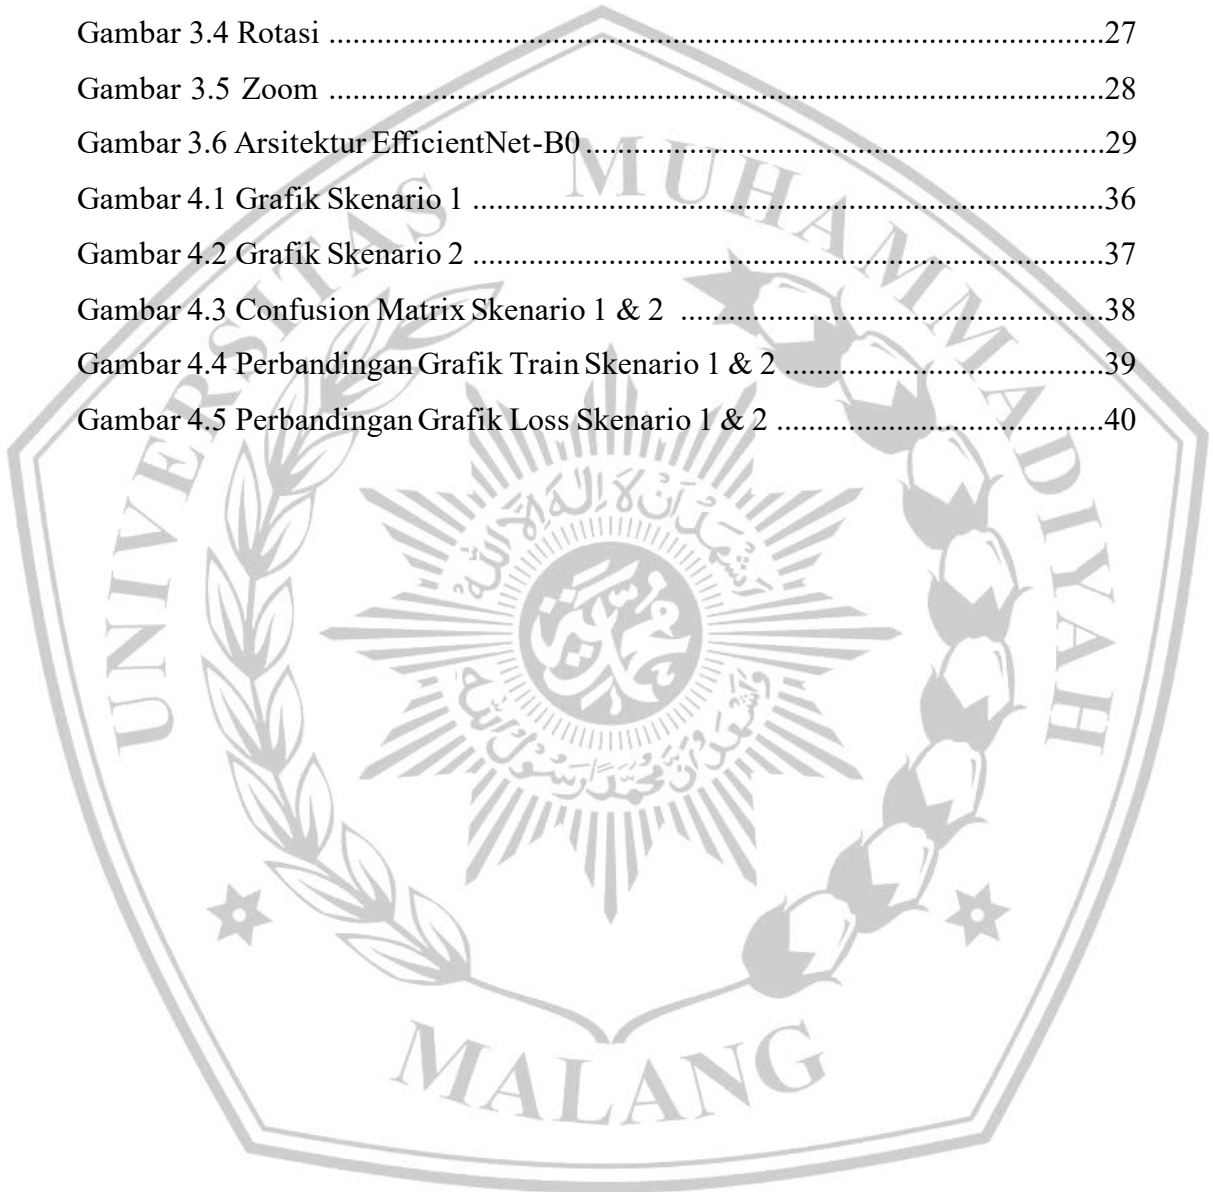 Gambar 3.4 Rotasi ................................................................................................27
Gambar 3.5 Zoom ................................................................................................28
Gambar 3.6 Arsitektur EfficientNet-B0 ................................................................29
Gambar 4.1 Grafik Skenario 1 ..............................................................................36
Gambar 4.2 Grafik Skenario 2 ..............................................................................37
Gambar 4.3 Confusion Matrix Skenario 1 & 2 ....................................................38
Gambar 4.4 Perbandingan Grafik Train Skenario 1 & 2 .......................................39
Gambar 4.5 Perbandingan Grafik Loss Skenario 1 & 2 ........................................40
UNIVERSITAS MUHAMMADIYAH
MALANG